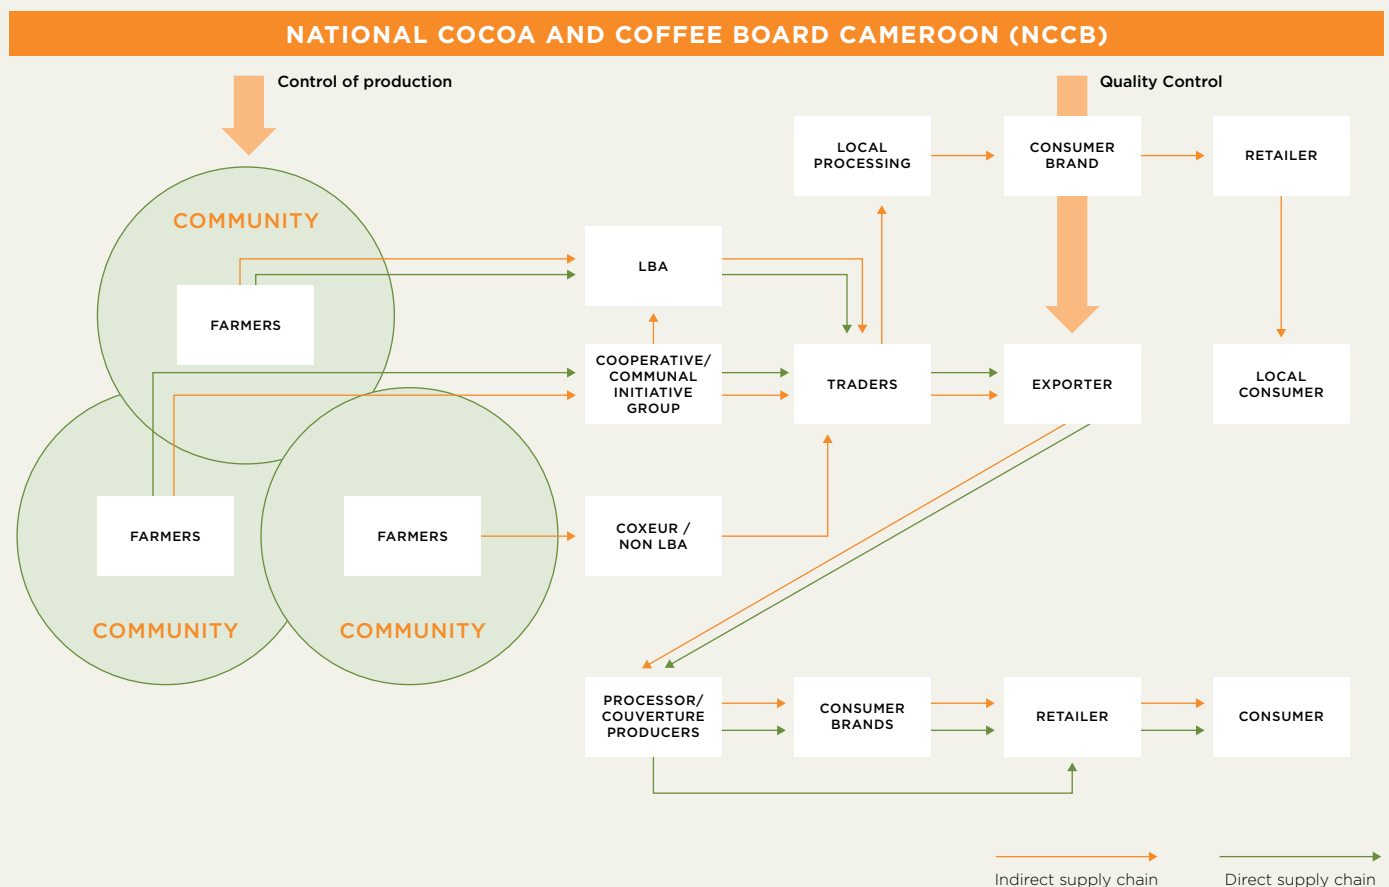 NATIONAL COCOA AND COFFEE BOARD CAMEROON (NCCB)
Control of production
Quality Control
LOCAL
PROCESSING
CONSUMER
BRAND
RETAILER
COMMUNITY
FARMERS
LBA
COOPERATIVE/
COMMUNAL
INITIATIVE
GROUP
TRADERS
EXPORTER
LOCAL
CONSUMER
FARMERS
COMMUNITY
FARMERS
COMMUNITY
COXEUR /
NON LBA
PROCESSOR/
COUVERTURE
PRODUCERS
CONSUMER
BRANDS
RETAILER
CONSUMER
Indirect supply chain
Direct supply chain